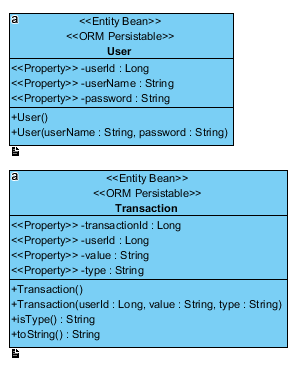 a
<<Entity Bean>>
<<ORM Persistable>>
User
<<Property>> -userId : Long
<<Property>> -userName : String
<<Property>> -password : String
+User()
+User(userName : String, password : String)
a
<<Entity Bean>>
<<ORM Persistable>>
Transaction
<<Property>> -transactionId : Long
<<Property>> -userId : Long
<<Property>> -value : String
<<Property>> -type : String
+Transaction()
+Transaction(userId : Long, value : String, type : String)
+isType() : String
+toString() : String